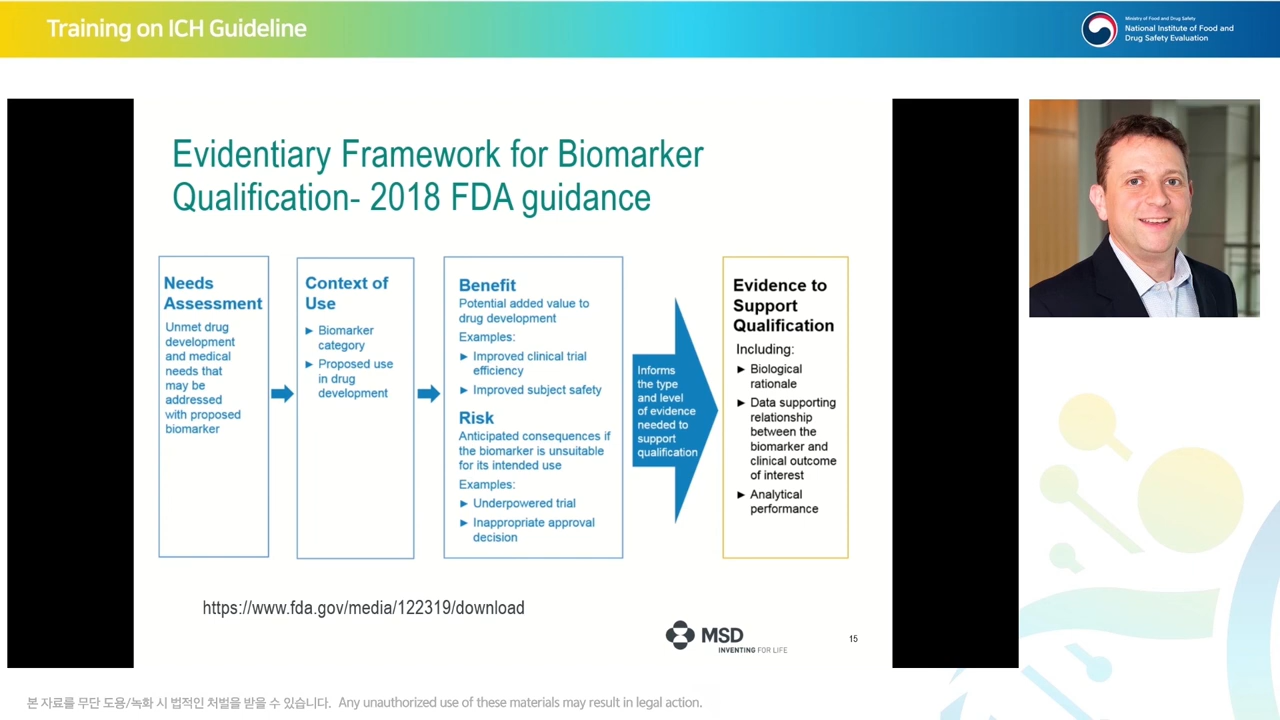 Training on ICH Guideline
Ministry of Food and Drug Safety
National Institute of Food and
Drug Safety Evaluation
Evidentiary Framework for Biomarker
Qualification- 2018 FDA guidance
Needs
Assessment
Unmet drug
development
and medical
needs that
may be
addressed
with proposed
biomarker
Context of
Use
► Biomarker
category
► Proposed use
in drug
development
Benefit
Potential added value to
drug development
Examples:
► Improved clinical trial
efficiency
► Improved subject safety
Risk
Anticipated consequences if
the biomarker is unsuitable
for its intended use
Examples:
► Underpowered trial
► Inappropriate approval
decision
Informs
the type
and level
of evidence
needed to
support
qualification
Evidence to
Support
Qualification
Including:
► Biological
rationale
► Data supporting
relationship
between the
biomarker and
clinical outcome
of interest
► Analytical
performance
https://www.fda.gov/media/122319/download
MSD
INVENTING FOR LIFE
15
본 자료를 무단 도용/녹화 시 법적인 처벌을 받을 수 있습니다. Any unauthorized use of these materials may result in legal action.